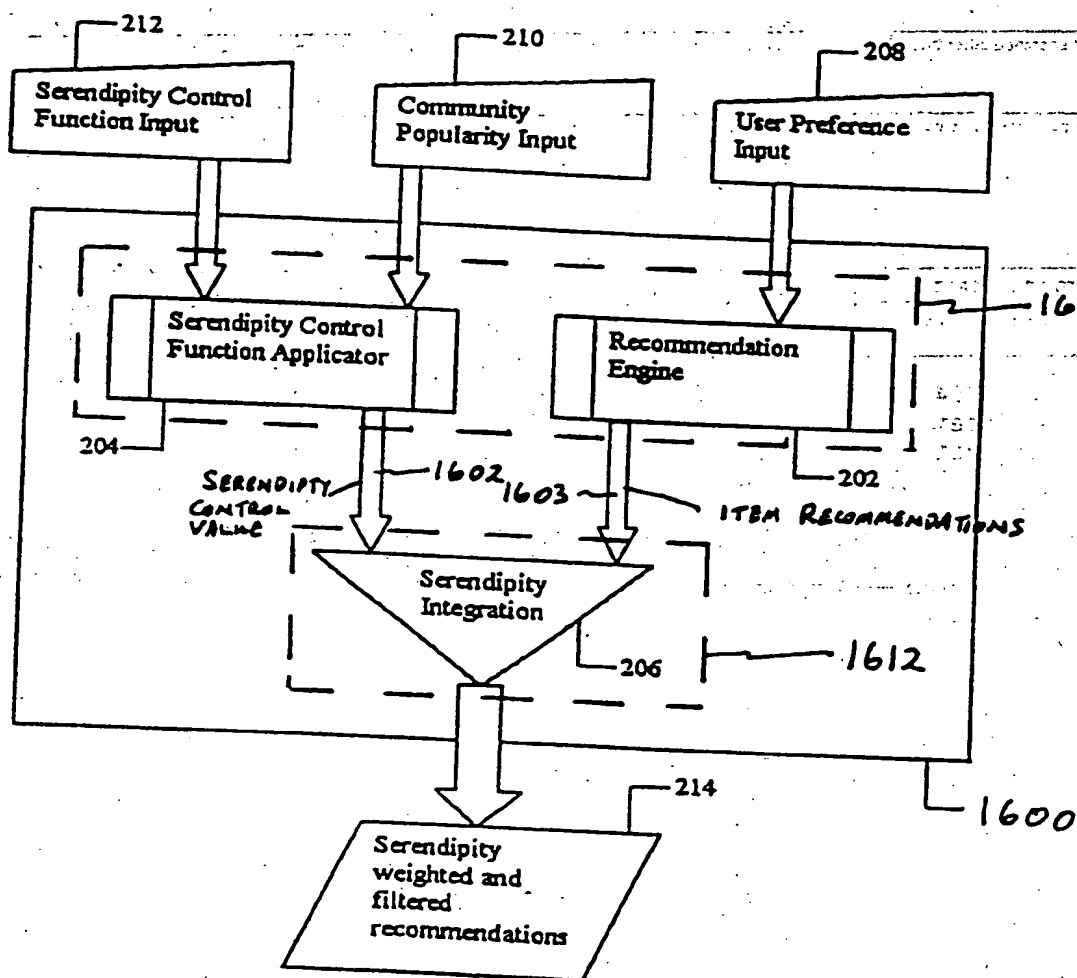 212
210
208
Serendipity Control
Function Input
Community
Popularity Input
User Preference
Input
16
Serendipity Control
Function Applicator
Recommendation
Engine
204
202
SERENDIPTY
CONTROL
VALUE
1602
1603
ITEM RECOMMENDATIONS
Serendipity
Integration
206
1612
214
1600
Serendipity
weighted and
filtered
recommendations